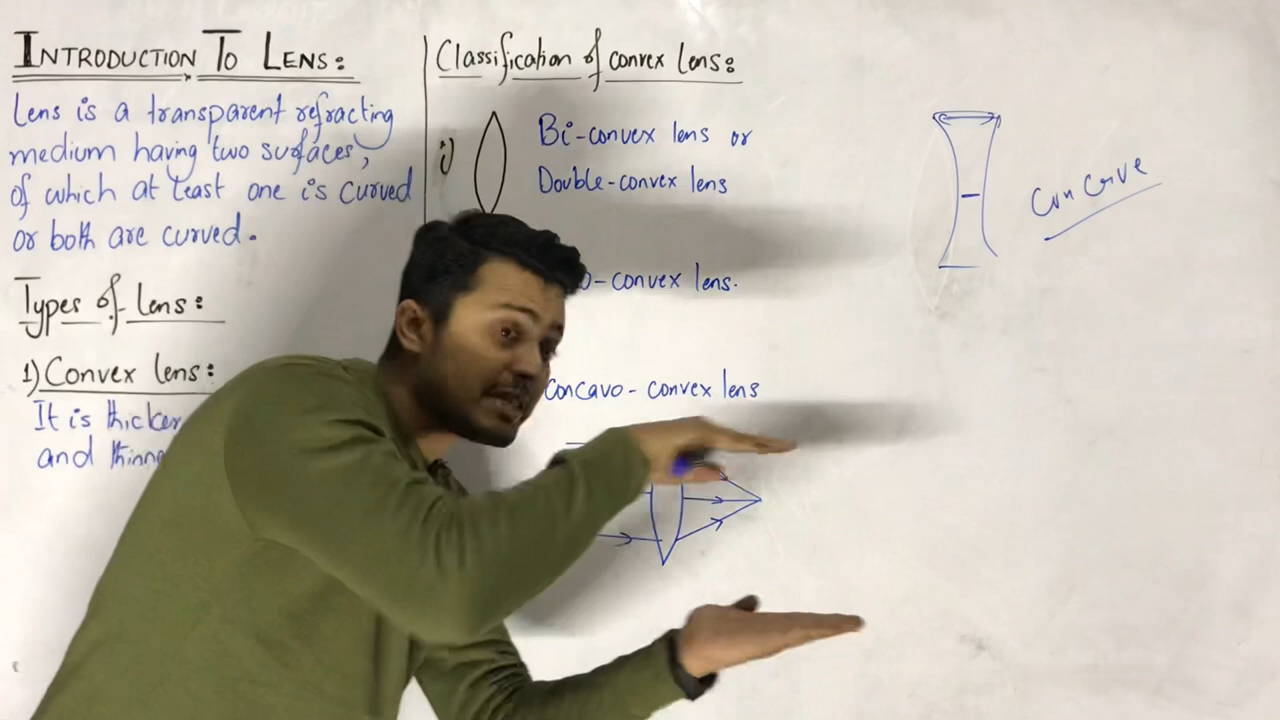 INTRODUCTION TO LENS:
Lens is a transparent refracting
medium having two surfaces,
of which at least one is curved
or both are curved.
Types of lens:
1) Convex lens:
It is thicker
and
Classification of convex lens:
i)
Bi-convex lens or
Double-convex lens
-convex lens.
concavo-convex lens
concave